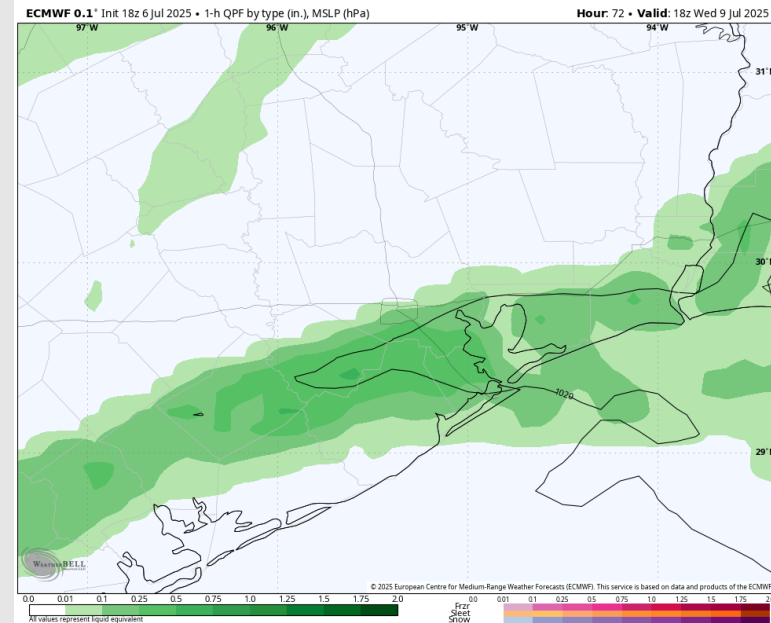 ECMWF 0.1° Init 18z 6 Jul 2025 • 1-h QPF by type (in.), MSLP (hPa)
Hour: 72 • Valid: 18z Wed 9 Jul 2025
97°W 96°W 95°W 94°W
31°N
30°N
1020
29°N
WEATHERBELL
© 2025 European Centre for Medium-Range Weather Forecasts (ECMWF). This service is based on data and products of the ECMWF
0.0 0.01 0.1 0.25 0.5 0.75 1.0 1.25 1.5 1.75 2.0
0.0 0.01 0.1 0.25 0.5 0.75 1.0 1.25 1.5 1.75 2.
All values represent liquid equivalent
Frzr
Sleet
Snow